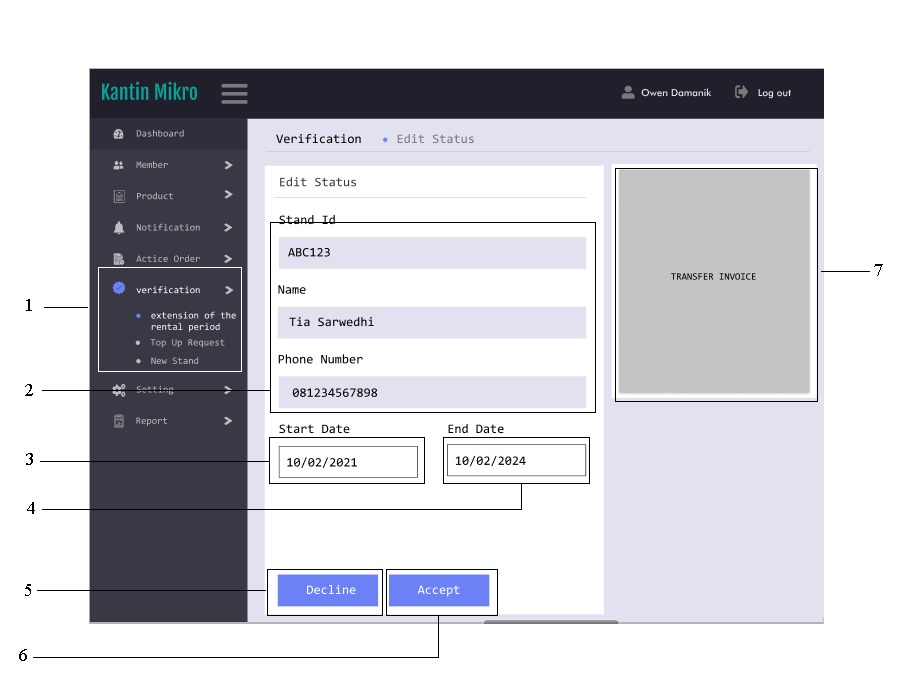 Kantin Mikro
Owen Damanik
Log out
Dashboard
Member
Product
Notification
Actice Order
verification
extension of the
rental period
Top Up Request
New Stand
Setting
Report
Verification
Edit Status
Edit Status
Stand Id
ABC123
Name
Tia Sarwedhi
Phone Number
081234567898
Start Date
End Date
10/02/2021
10/02/2024
Decline
Accept
TRANSFER INVOICE
1
2
3
4
5
6
7